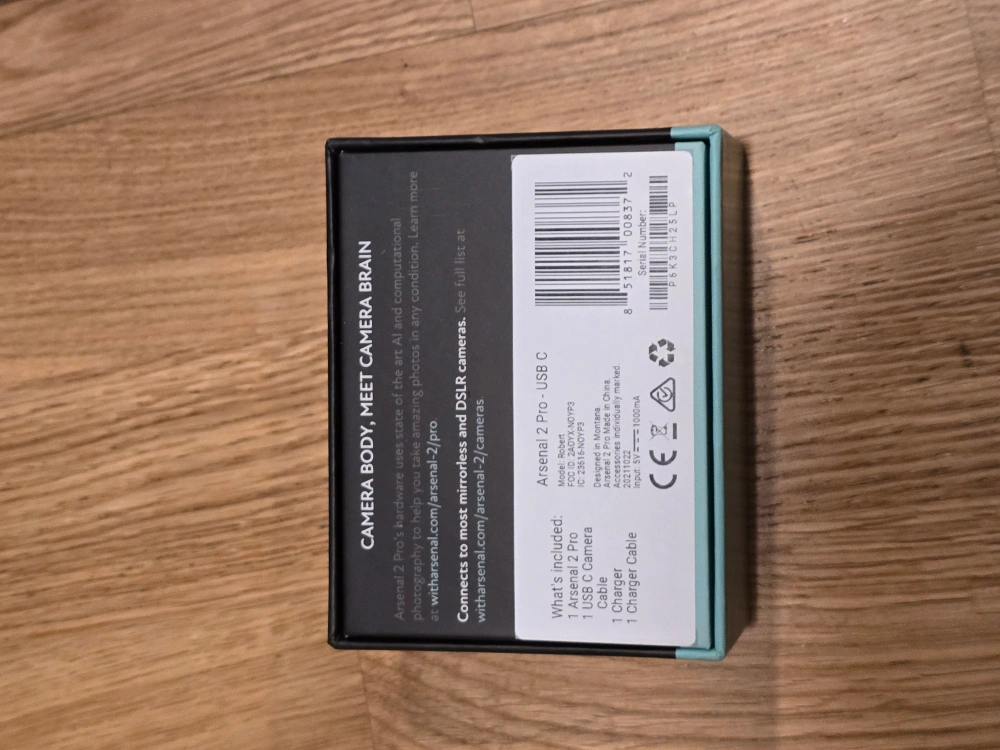 CAMERA BODY, MEET CAMERA BRAIN
Arsenal 2 Pro's hardware uses state of the art AI and computational
photography to help you take amazing photos in any condition. Learn more
at witharsenal.com/arsenal-2/pro
Connects to most mirrorless and DSLR cameras. See full list at
witharsenal.com/arsenal-2/cameras
What's included:
1 Arsenal 2 Pro
1 USB C Camera
Cable
1 Charger
1 Charger Cable
Arsenal 2 Pro - USB C
Model: Robert
FCC ID: 2AOYX-NOYP3
IC: 23616-NOYP3
Designed in Montana.
Arsenal 2 Pro Made in China.
Accessories individually marked.
20211022
Input: 5V 1000mA
CE
8 51817 00837 2
Serial Number:
P6K3CH25LP